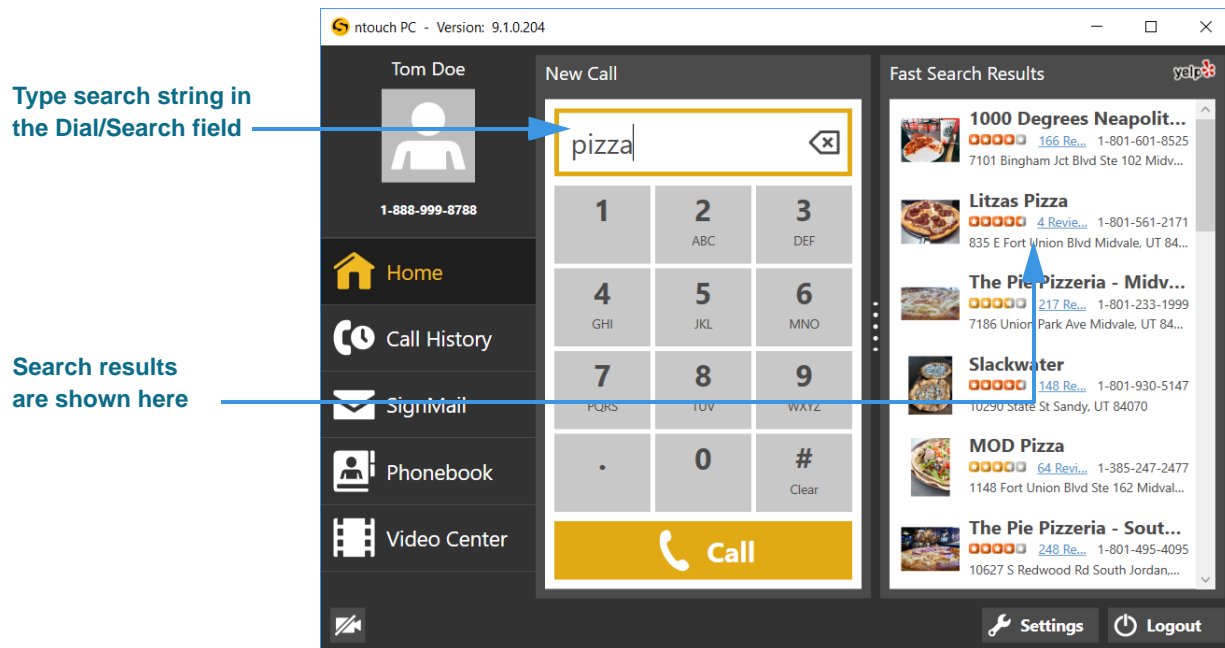 ntouch PC - Version: 9.1.0.204
Type search string in
the Dial/Search field
Search results
are shown here
Tom Doe
1-888-999-8788
Home
Call History
SignMail
Phonebook
Video Center
New Call
pizza
1
2
ABC
3
DEF
4
GHI
5
JKL
6
MNO
7
PQRS
8
TUV
9
WXYZ
.
0
#
Clear
Call
Fast Search Results
yelp
1000 Degrees Neapolit...
166 Re... 1-801-601-8525
7101 Bingham Jct Blvd Ste 102 Midv...
Litzas Pizza
4 Revie... 1-801-561-2171
835 E Fort Union Blvd Midvale, UT 84...
The Pie Pizzeria - Midv...
217 Re... 1-801-233-1999
7186 Union Park Ave Midvale, UT 84...
Slackwater
148 Re... 1-801-930-5147
10290 State St Sandy, UT 84070
MOD Pizza
64 Revi... 1-385-247-2477
1148 Fort Union Blvd Ste 162 Midval...
The Pie Pizzeria - Sout...
248 Re... 1-801-495-4095
10627 S Redwood Rd South Jordan,...
Settings
Logout